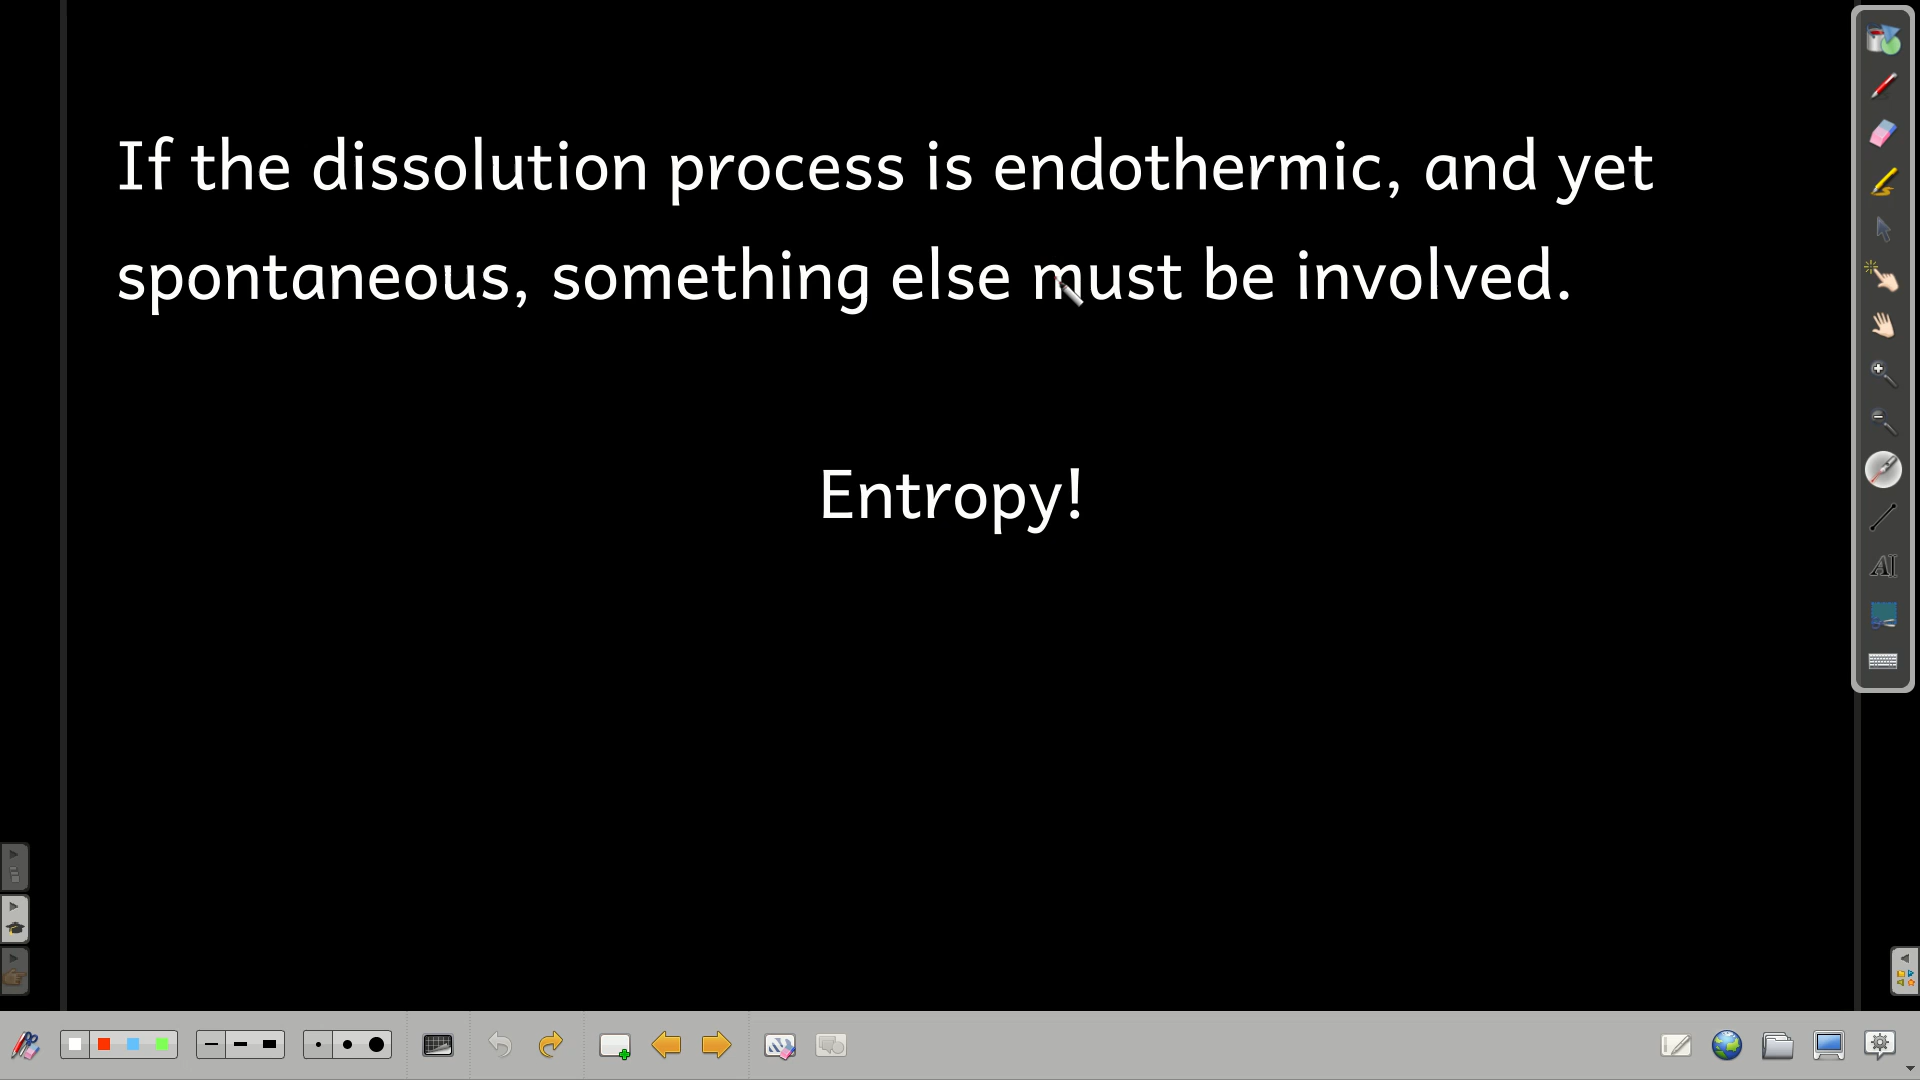 If the dissolution process is endothermic, and yet
spontaneous, something else must be involved.
Entropy!